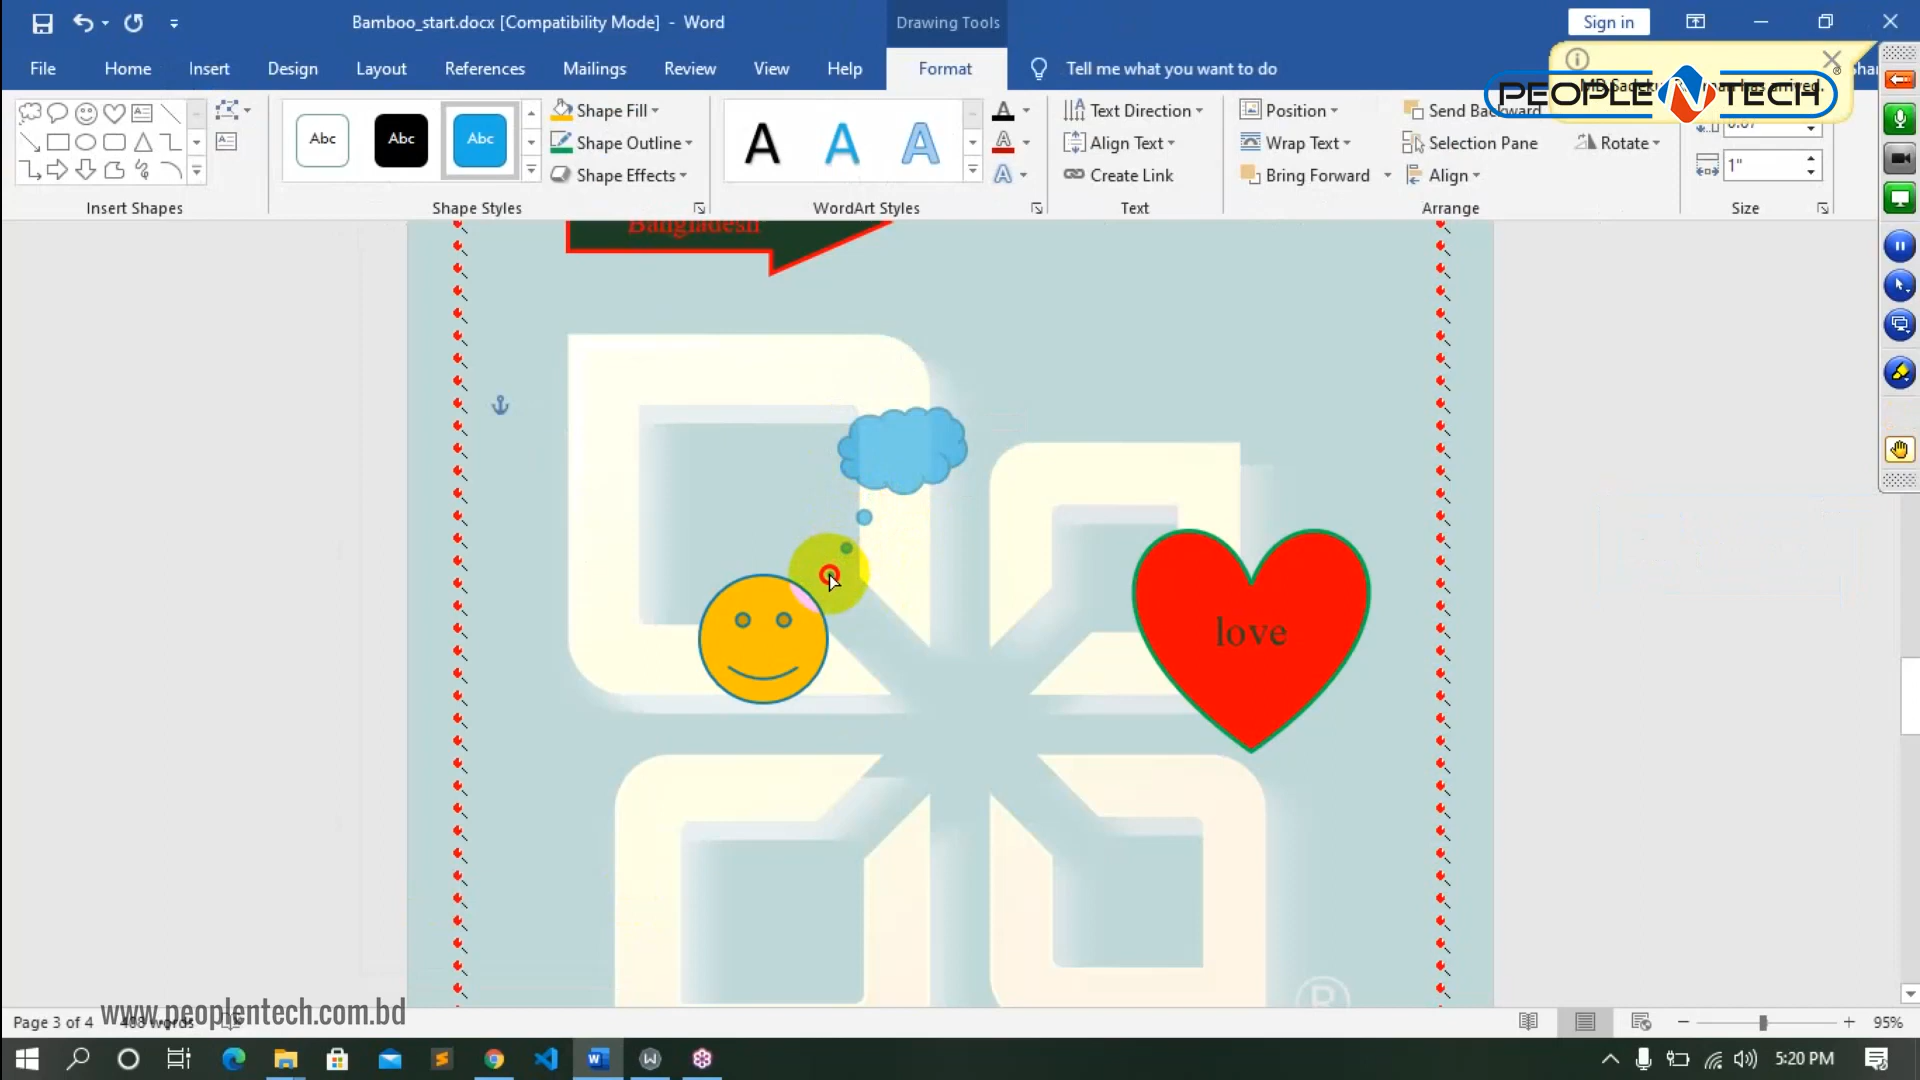 Bamboo_start.docx [Compatibility Mode] - Word
Drawing Tools
Sign in
File Home Insert Design Layout References Mailings Review View Help Format Tell me what you want to do
PEOPLE N TECH
Abc Abc Abc
Shape Fill
Shape Outline
Shape Effects
A A A
Text Direction
Align Text
Create Link
Position
Wrap Text
Bring Forward
Send Backward
Selection Pane
Align
Rotate
1"
Insert Shapes Shape Styles WordArt Styles Text Arrange Size
Bangladesh
love
®
www.peoplentech.com.bd
Page 3 of 4 words
95%
5:20 PM